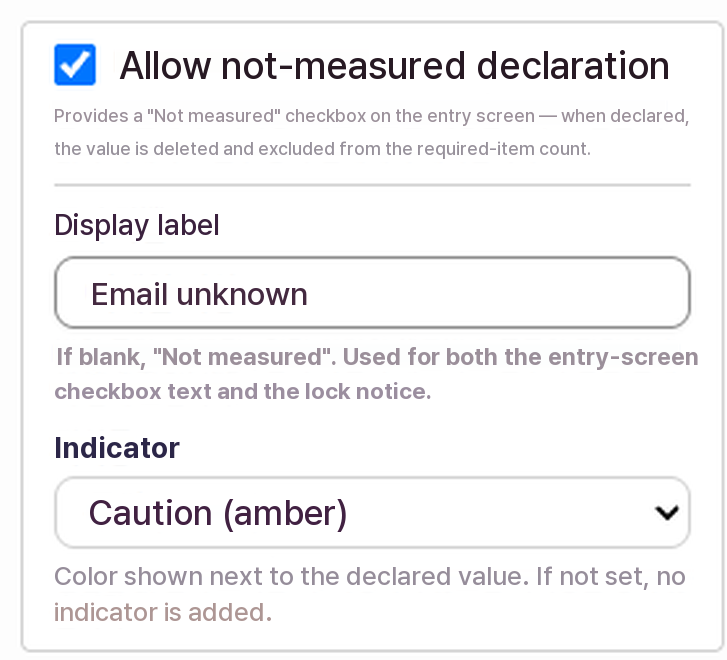 Allow not-measured declaration
Provides a "Not measured" checkbox on the entry screen — when declared,
the value is deleted and excluded from the required-item count.
Display label
Email unknown
If blank, "Not measured". Used for both the entry-screen
checkbox text and the lock notice.
Indicator
Caution (amber)
Color shown next to the declared value. If not set, no
indicator is added.